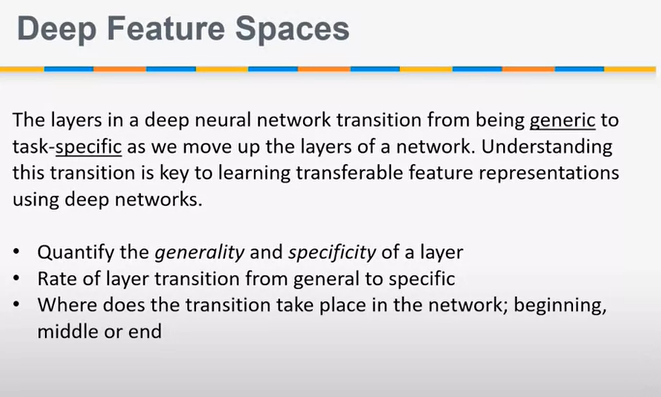 Deep Feature Spaces
The layers in a deep neural network transition from being generic to
task-specific as we move up the layers of a network. Understanding
this transition is key to learning transferable feature representations
using deep networks.
• Quantify the generality and specificity of a layer
• Rate of layer transition from general to specific
• Where does the transition take place in the network; beginning,
middle or end